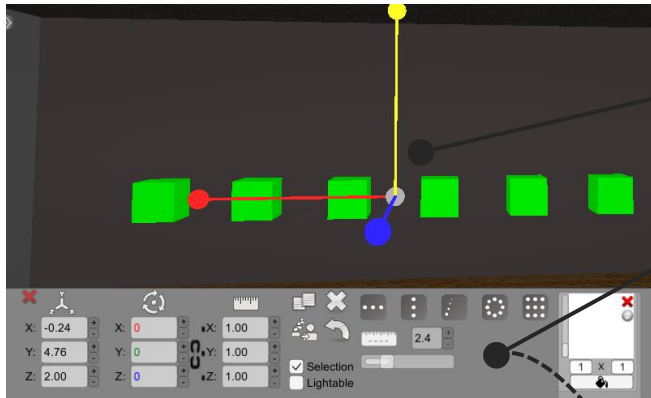 X: -0.24 X: 0 X: 1.00
2.4
Y: 4.76 Y: 0 Y: 1.00
Z: 2.00 Z: 0 Z: 1.00
Selection
Lightable
1 X 1